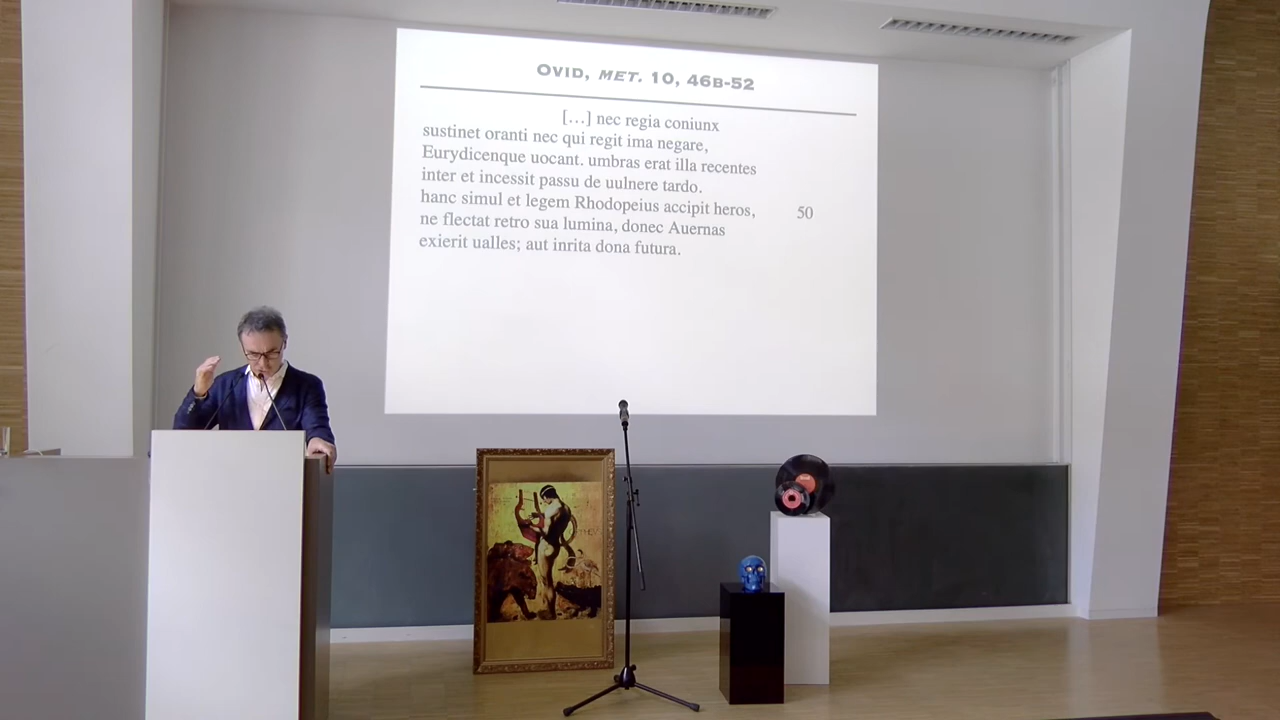 OVID, MET. 10, 46B-52
[…] nec regia coniunx
sustinet oranti nec qui regit ima negare,
Eurydicenque uocant. umbras erat illa recentes
inter et incessit passu de uulnere tardo.
hanc simul et legem Rhodopeius accipit heros, 50
ne flectat retro sua lumina, donec Auernas
exierit ualles; aut inrita dona futura.